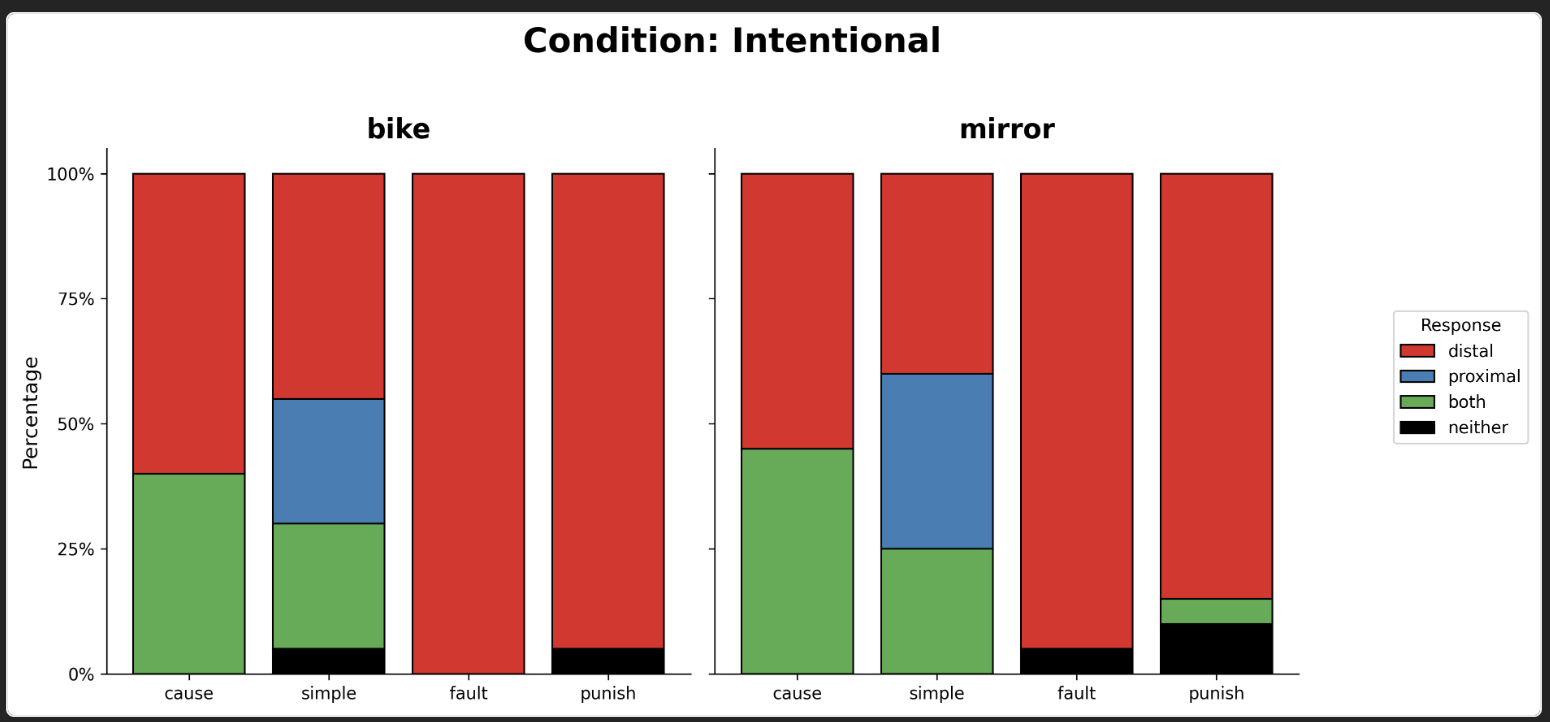 Condition: Intentional
bike
mirror
100%
75%
50%
25%
0%
Percentage
cause simple fault punish
cause simple fault punish
Response
distal
proximal
both
neither